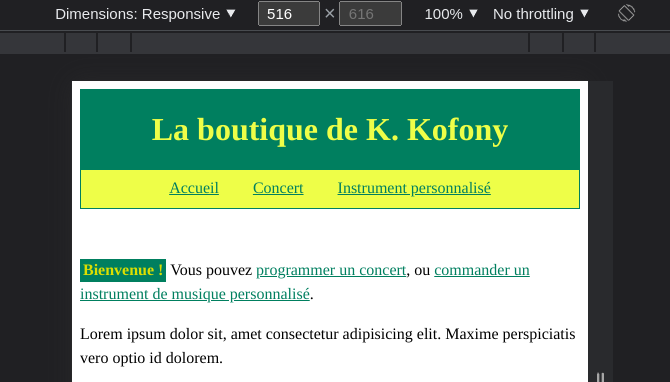 Dimensions: Responsive ▼ 516 × 616 100% ▼ No throttling ▼
La boutique de K. Kofony
Accueil Concert Instrument personnalisé
Bienvenue ! Vous pouvez programmer un concert, ou commander un
instrument de musique personnalisé.
Lorem ipsum dolor sit, amet consectetur adipisicing elit. Maxime perspiciatis
vero optio id dolorem.